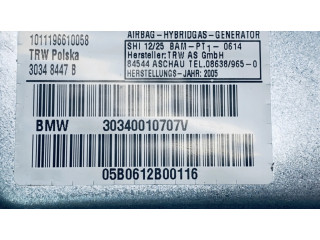 1011196610058
TRW Polska
3034 8447 B
AIRBAG-HYBRIDGAS-GENERATOR
SHI 12/25 BAM-PT1-0614
Hersteller: TRW AS GmbH
84544 ASCHAU TEL.08638/965-0
HERSTELLUNGS-JAHR: 2005
BMW 30340010707V
05B0612B00116